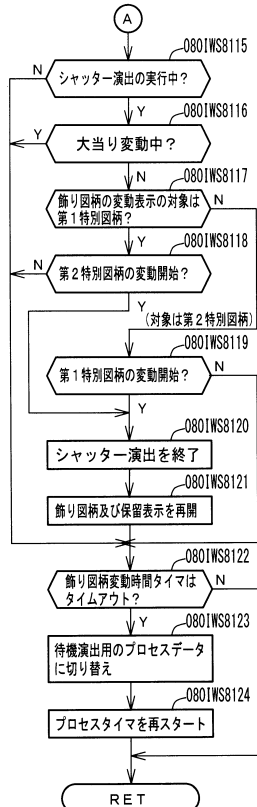 A
080IWS8115
N
シャッター演出の実行中？
Y
080IWS8116
Y
大当り変動中？
N
080IWS8117
飾り図柄の変動表示の対象は
第１特別図柄？
N
Y
080IWS8118
N
第２特別図柄の変動開始？
Y
(対象は第２特別図柄)
080IWS8119
第１特別図柄の変動開始？
N
Y
080IWS8120
シャッター演出を終了
080IWS8121
飾り図柄及び保留表示を再開
080IWS8122
飾り図柄変動時間タイマは
タイムアウト？
N
Y
080IWS8123
待機演出用のプロセスデータ
に切り替え
080IWS8124
プロセスタイマを再スタート
RET